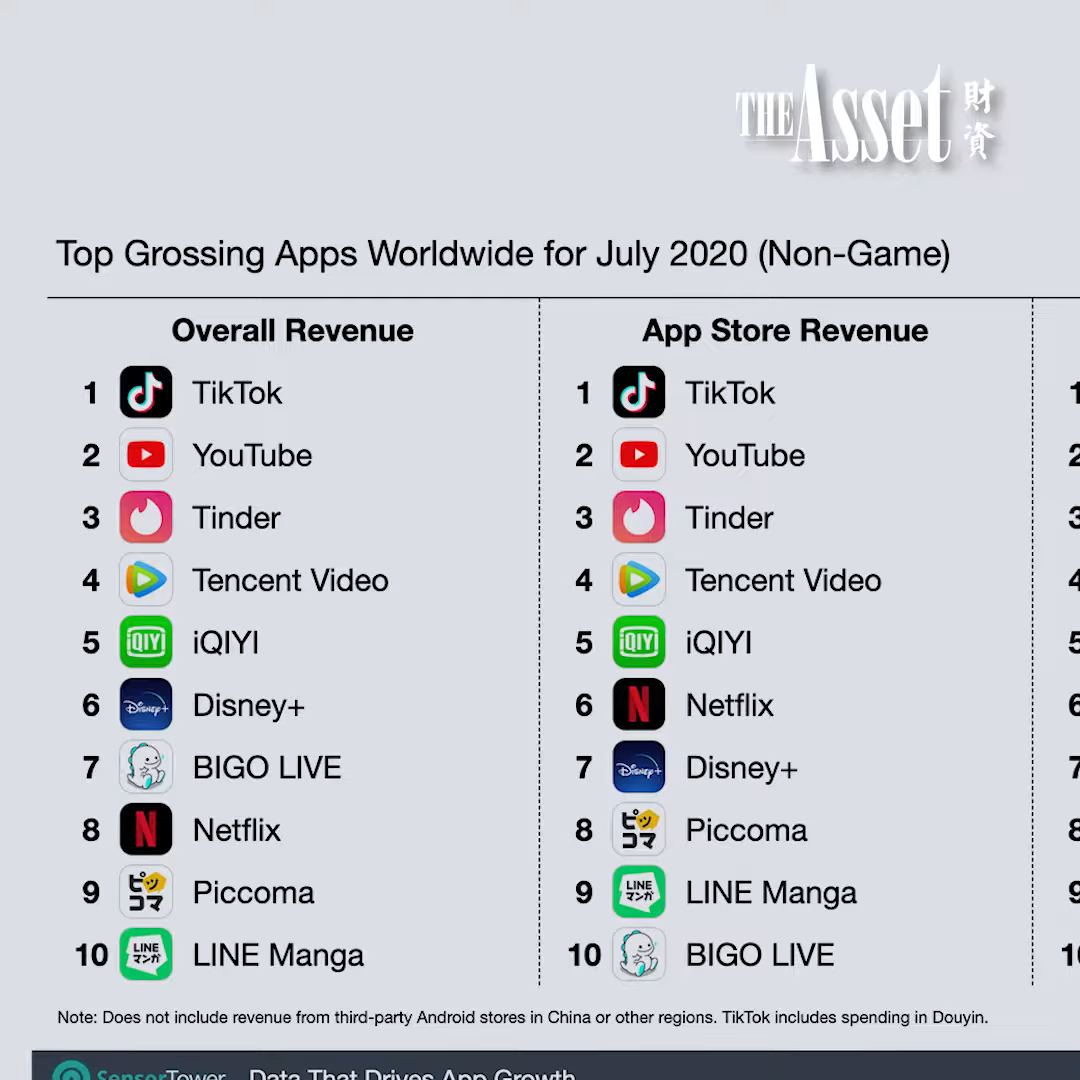 THE Asset 財資
Top Grossing Apps Worldwide for July 2020 (Non-Game)
Overall Revenue
1 TikTok
2 YouTube
3 Tinder
4 Tencent Video
5 iQIYI
6 Disney+
7 BIGO LIVE
8 Netflix
9 Piccoma
10 LINE Manga
App Store Revenue
1 TikTok
2 YouTube
3 Tinder
4 Tencent Video
5 iQIYI
6 Netflix
7 Disney+
8 Piccoma
9 LINE Manga
10 BIGO LIVE
Note: Does not include revenue from third-party Android stores in China or other regions. TikTok includes spending in Douyin.
SensorTower Data That Drives App Growth